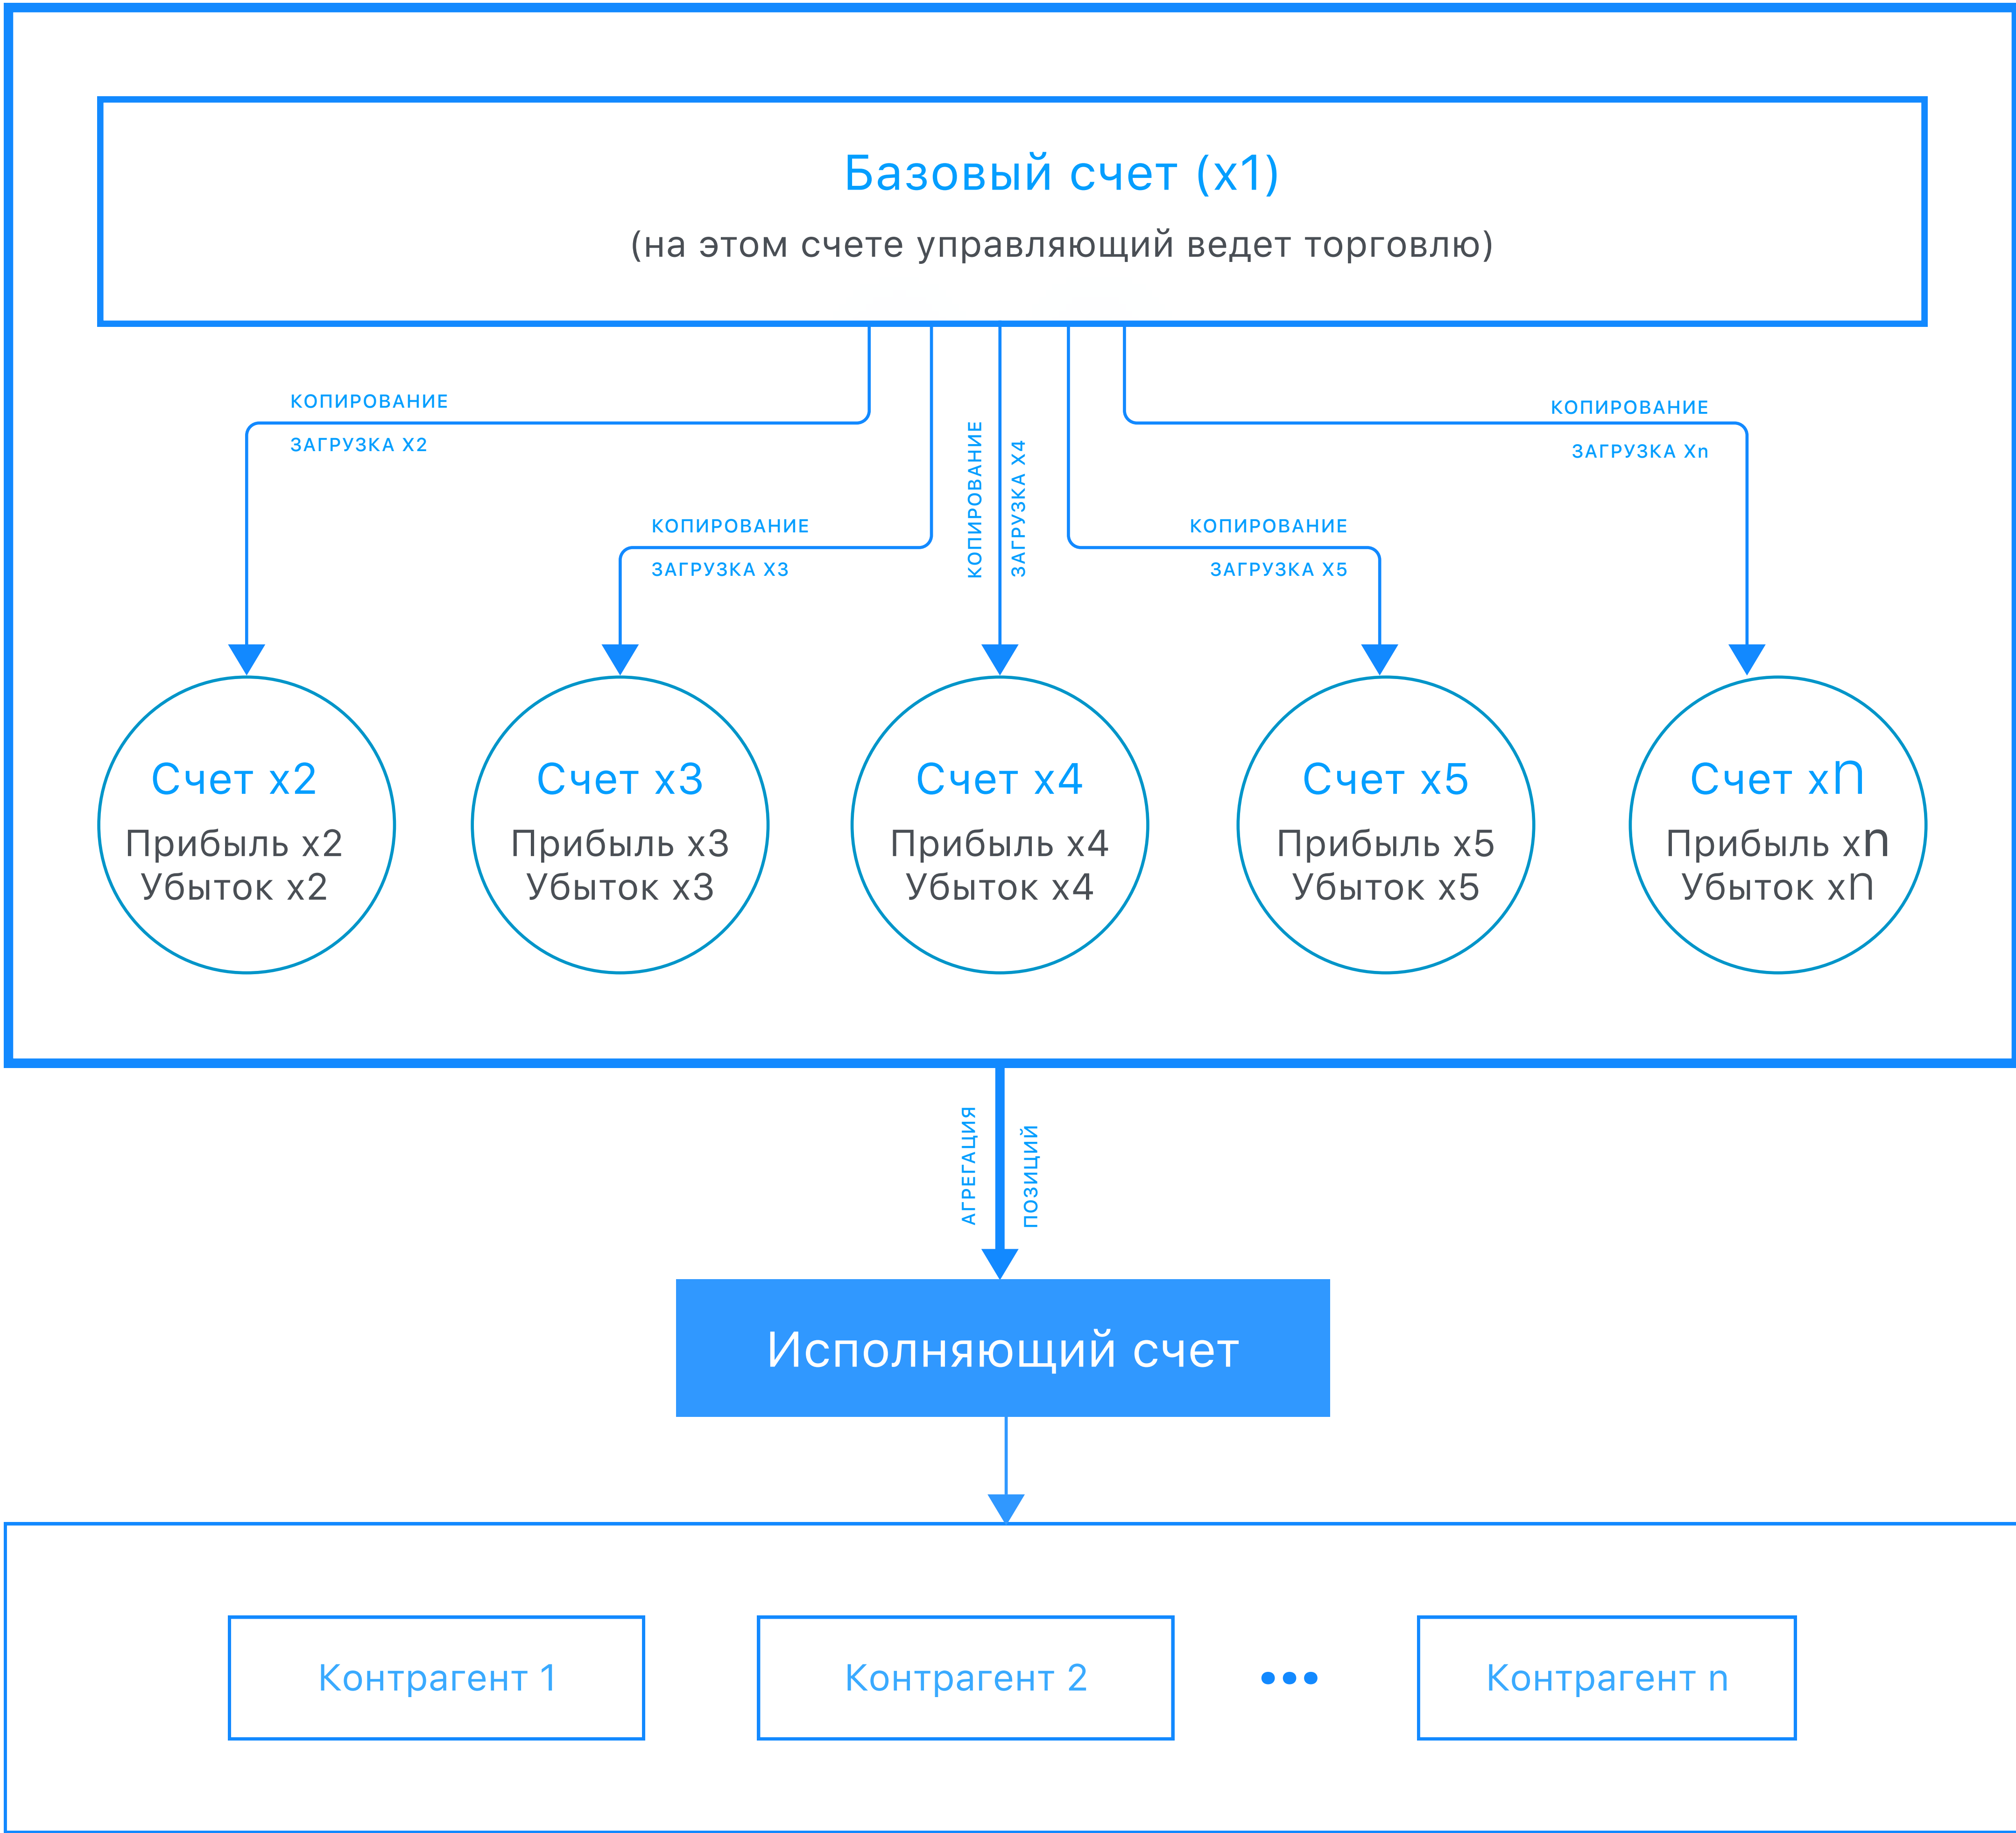 Базовый счет (x1)
(на этом счете управляющий ведет торговлю)
КОПИРОВАНИЕ
ЗАГРУЗКА X2
КОПИРОВАНИЕ
ЗАГРУЗКА X3
КОПИРОВАНИЕ
ЗАГРУЗКА X4
КОПИРОВАНИЕ
ЗАГРУЗКА X5
КОПИРОВАНИЕ
ЗАГРУЗКА Xn
Счет x2
Прибыль x2
Убыток x2
Счет x3
Прибыль x3
Убыток x3
Счет x4
Прибыль x4
Убыток x4
Счет x5
Прибыль x5
Убыток x5
Счет xn
Прибыль xn
Убыток xn
АГРЕГАЦИЯ
ПОЗИЦИЙ
Исполняющий счет
Контрагент 1
Контрагент 2
•••
Контрагент n